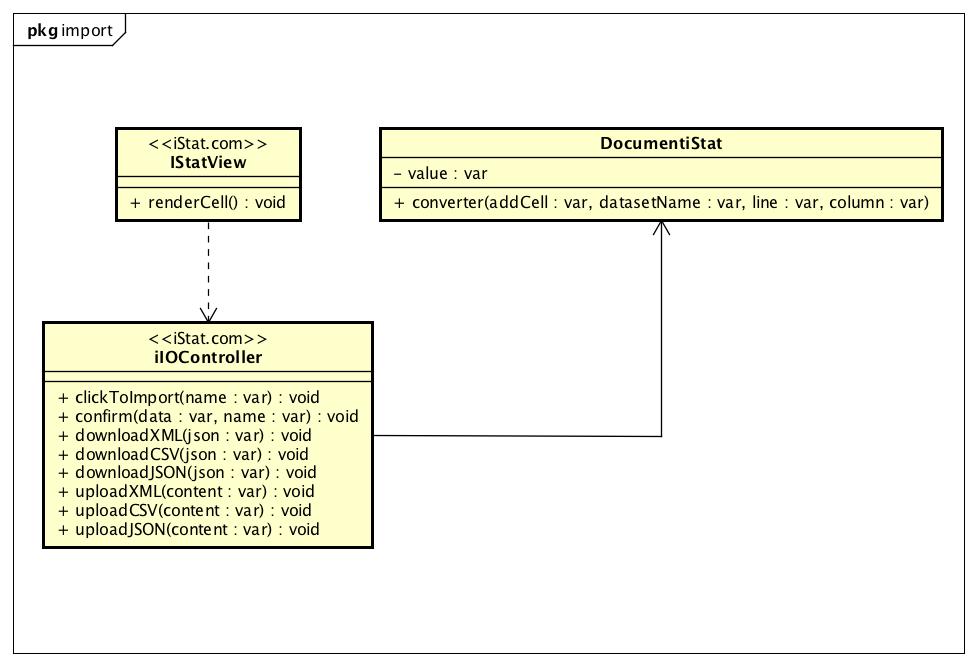 pkg import
<<iStat.com>>
IStatView
+ renderCell() : void
DocumentiStat
- value : var
+ converter(addCell : var, datasetName : var, line : var, column : var)
<<iStat.com>>
iIOController
+ clickToImport(name : var) : void
+ confirm(data : var, name : var) : void
+ downloadXML(json : var) : void
+ downloadCSV(json : var) : void
+ downloadJSON(json : var) : void
+ uploadXML(content : var) : void
+ uploadCSV(content : var) : void
+ uploadJSON(content : var) : void